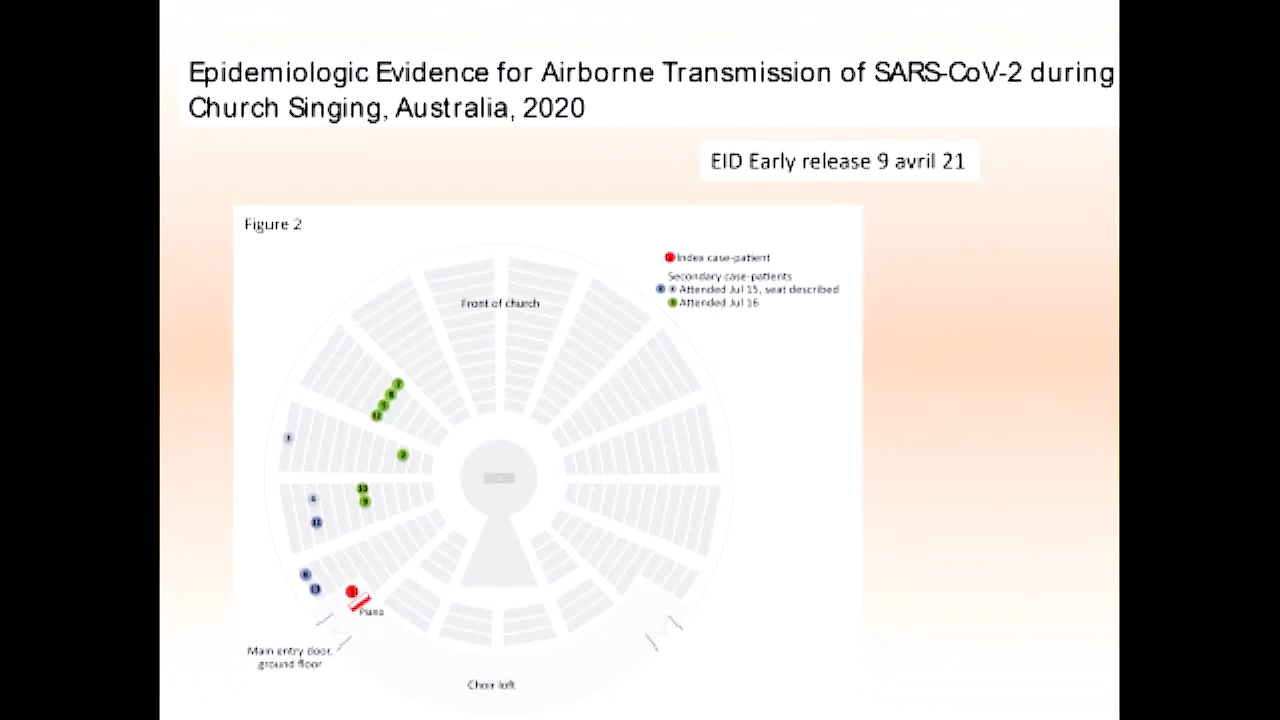 Epidemiologic Evidence for Airborne Transmission of SARS-CoV-2 during
Church Singing, Australia, 2020
EID Early release 9 avril 21
Figure 2
Index case-patient
Secondary case-patients
Attended Jul 15, seat described
Attended Jul 16
Front of church
Piano
Main entry door,
ground floor
Choir loft